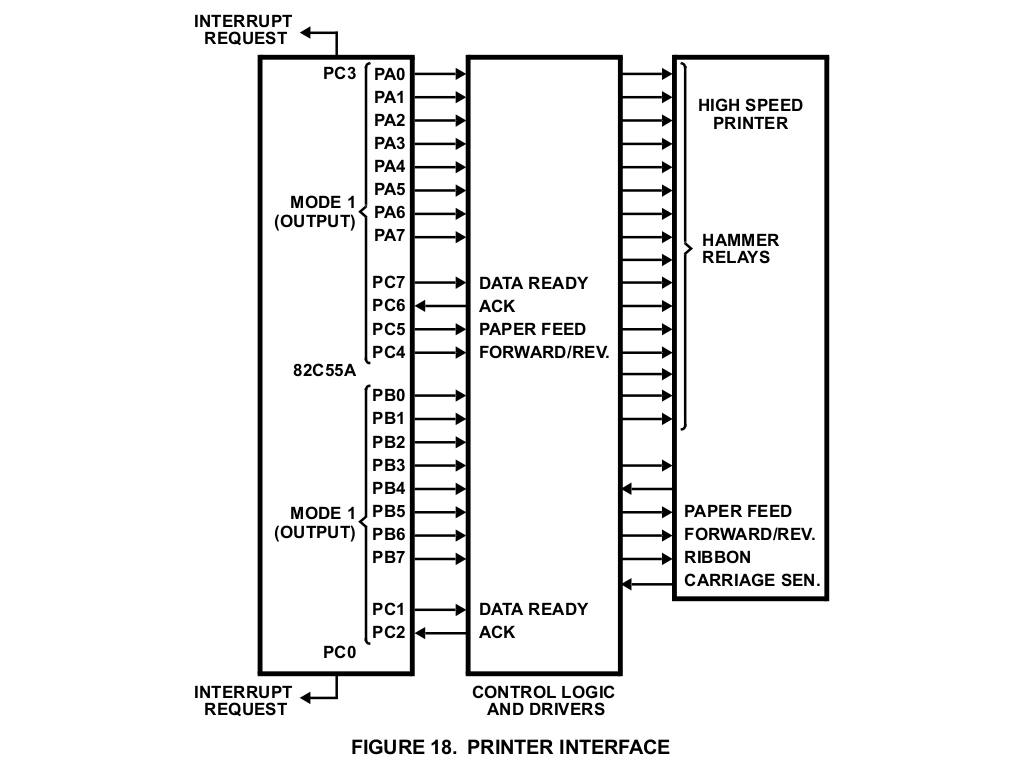 INTERRUPT
REQUEST
PC3
PA0
PA1
PA2
PA3
PA4
PA5
PA6
PA7
MODE 1
(OUTPUT)
PC7
PC6
PC5
PC4
82C55A
PB0
PB1
PB2
PB3
PB4
PB5
PB6
PB7
MODE 1
(OUTPUT)
PC1
PC2
PC0
INTERRUPT
REQUEST
DATA READY
ACK
PAPER FEED
FORWARD/REV.
DATA READY
ACK
CONTROL LOGIC
AND DRIVERS
HIGH SPEED
PRINTER
HAMMER
RELAYS
PAPER FEED
FORWARD/REV.
RIBBON
CARRIAGE SEN.
FIGURE 18. PRINTER INTERFACE